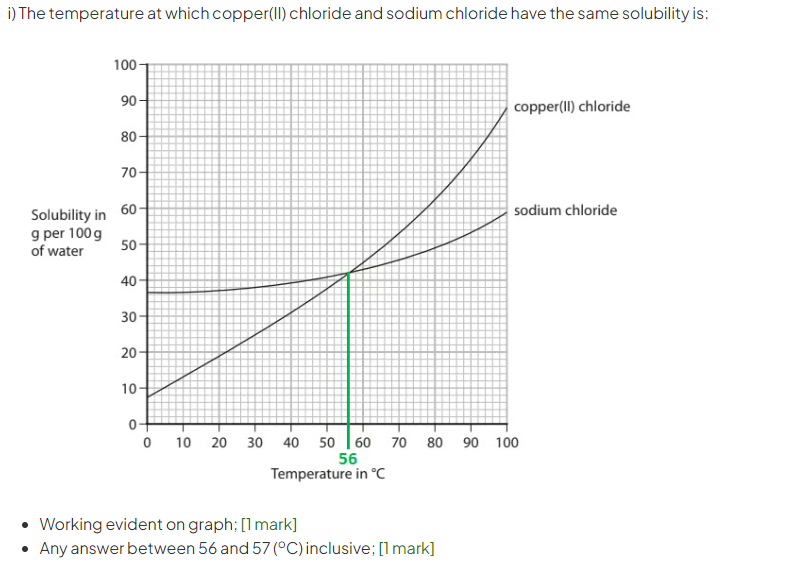 i) The temperature at which copper(II) chloride and sodium chloride have the same solubility is:
100
90
copper(II) chloride
80
70
Solubility in
g per 100 g
of water
60
sodium chloride
50
40
30
20
10
0
0 10 20 30 40 50 60 70 80 90 100
56
Temperature in °C
• Working evident on graph; [1 mark]
• Any answer between 56 and 57 (°C) inclusive; [1 mark]